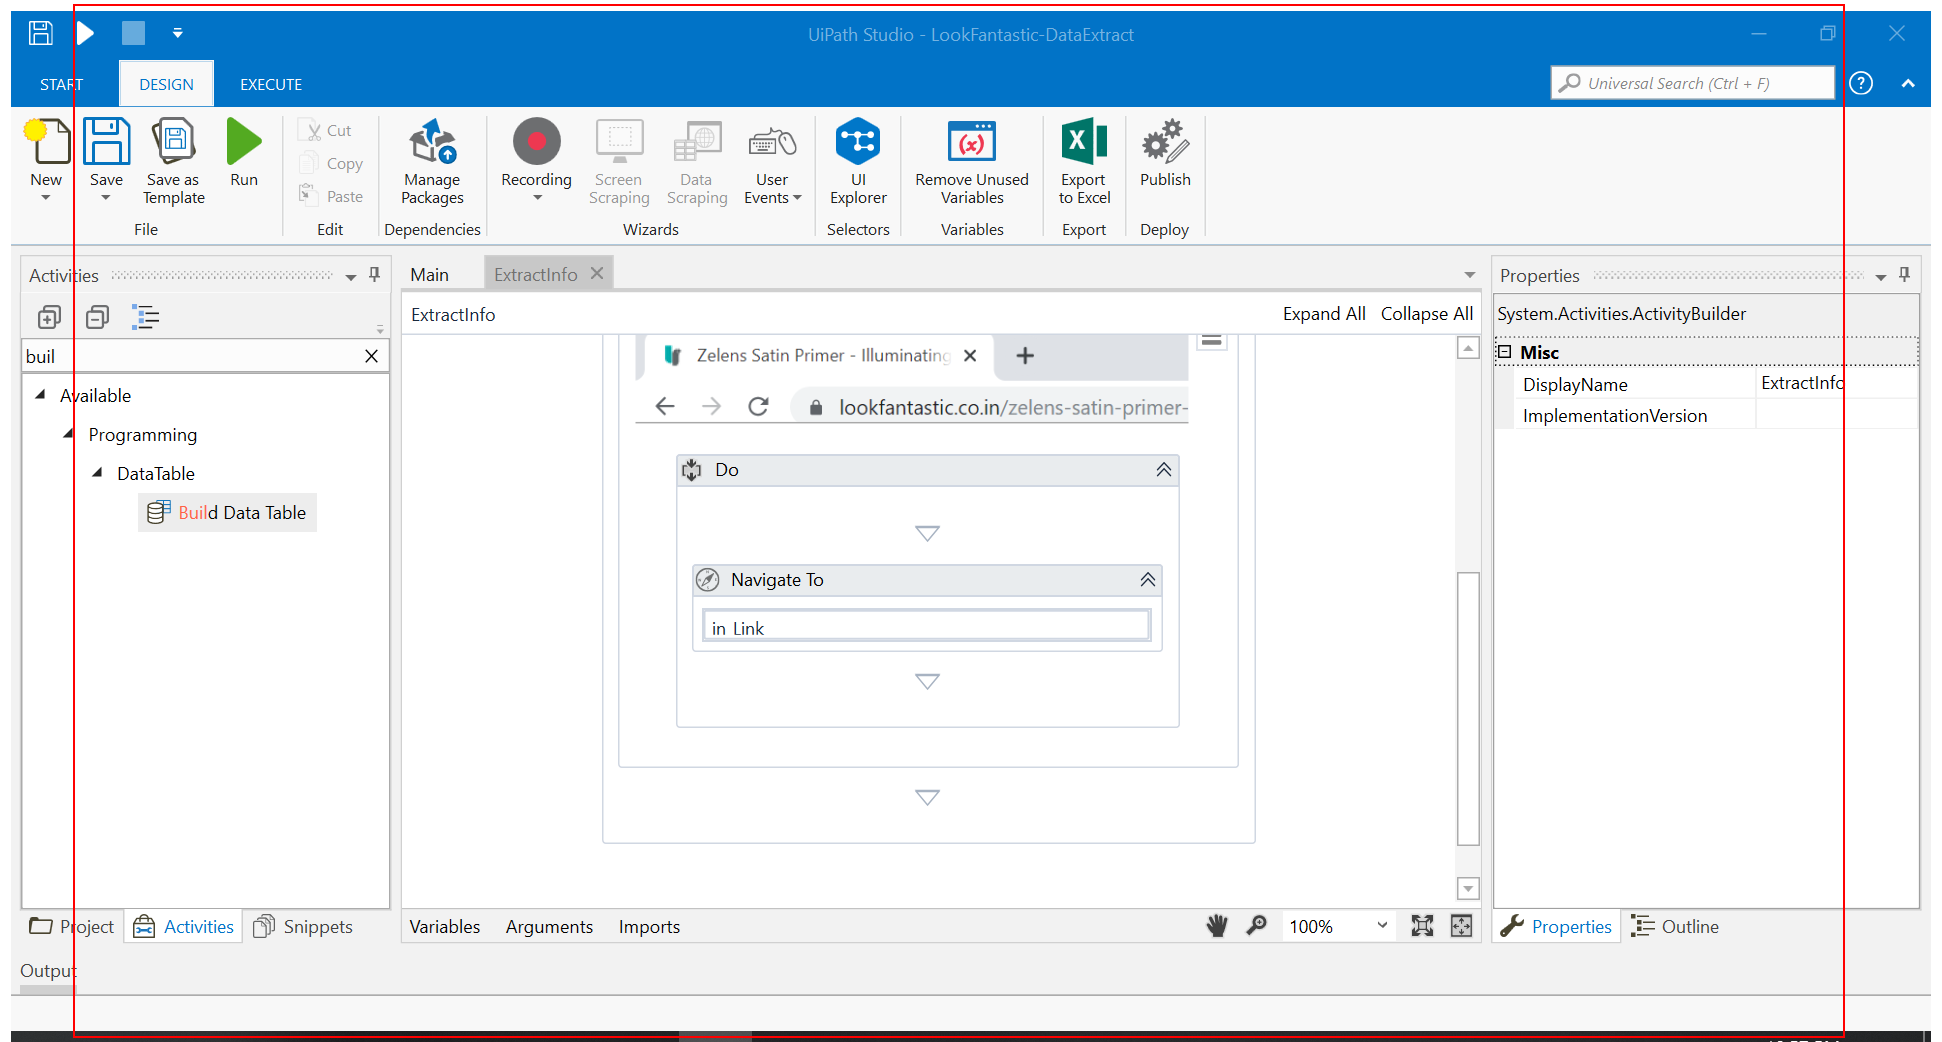 UiPath Studio - LookFantastic-DataExtract
START DESIGN EXECUTE
Universal Search (Ctrl + F)
New
Save
Save as Template
Run
File
Cut
Copy
Paste
Edit
Manage Packages
Dependencies
Recording
Screen Scraping
Data Scraping
User Events
Wizards
UI Explorer
Selectors
Remove Unused Variables
Variables
Export to Excel
Export
Publish
Deploy
Activities
buil
Available
Programming
DataTable
Build Data Table
Project Activities Snippets
Output
Main ExtractInfo
ExtractInfo Expand All Collapse All
Zelens Satin Primer - Illuminating
lookfantastic.co.in/zelens-satin-primer-
Do
Navigate To
in_Link
Variables Arguments Imports 100%
Properties
System.Activities.ActivityBuilder
Misc
DisplayName ExtractInfo
ImplementationVersion
Properties Outline